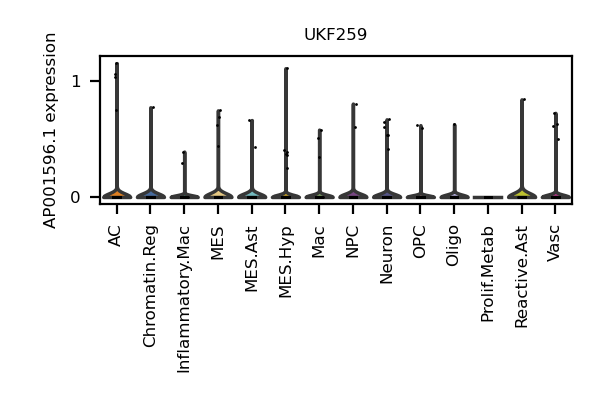 UKF259
AP001596.1 expression
1
0
AC
Chromatin.Reg
Inflammatory.Mac
MES
MES.Ast
MES.Hyp
Mac
NPC
Neuron
OPC
Oligo
Prolif.Metab
Reactive.Ast
Vasc